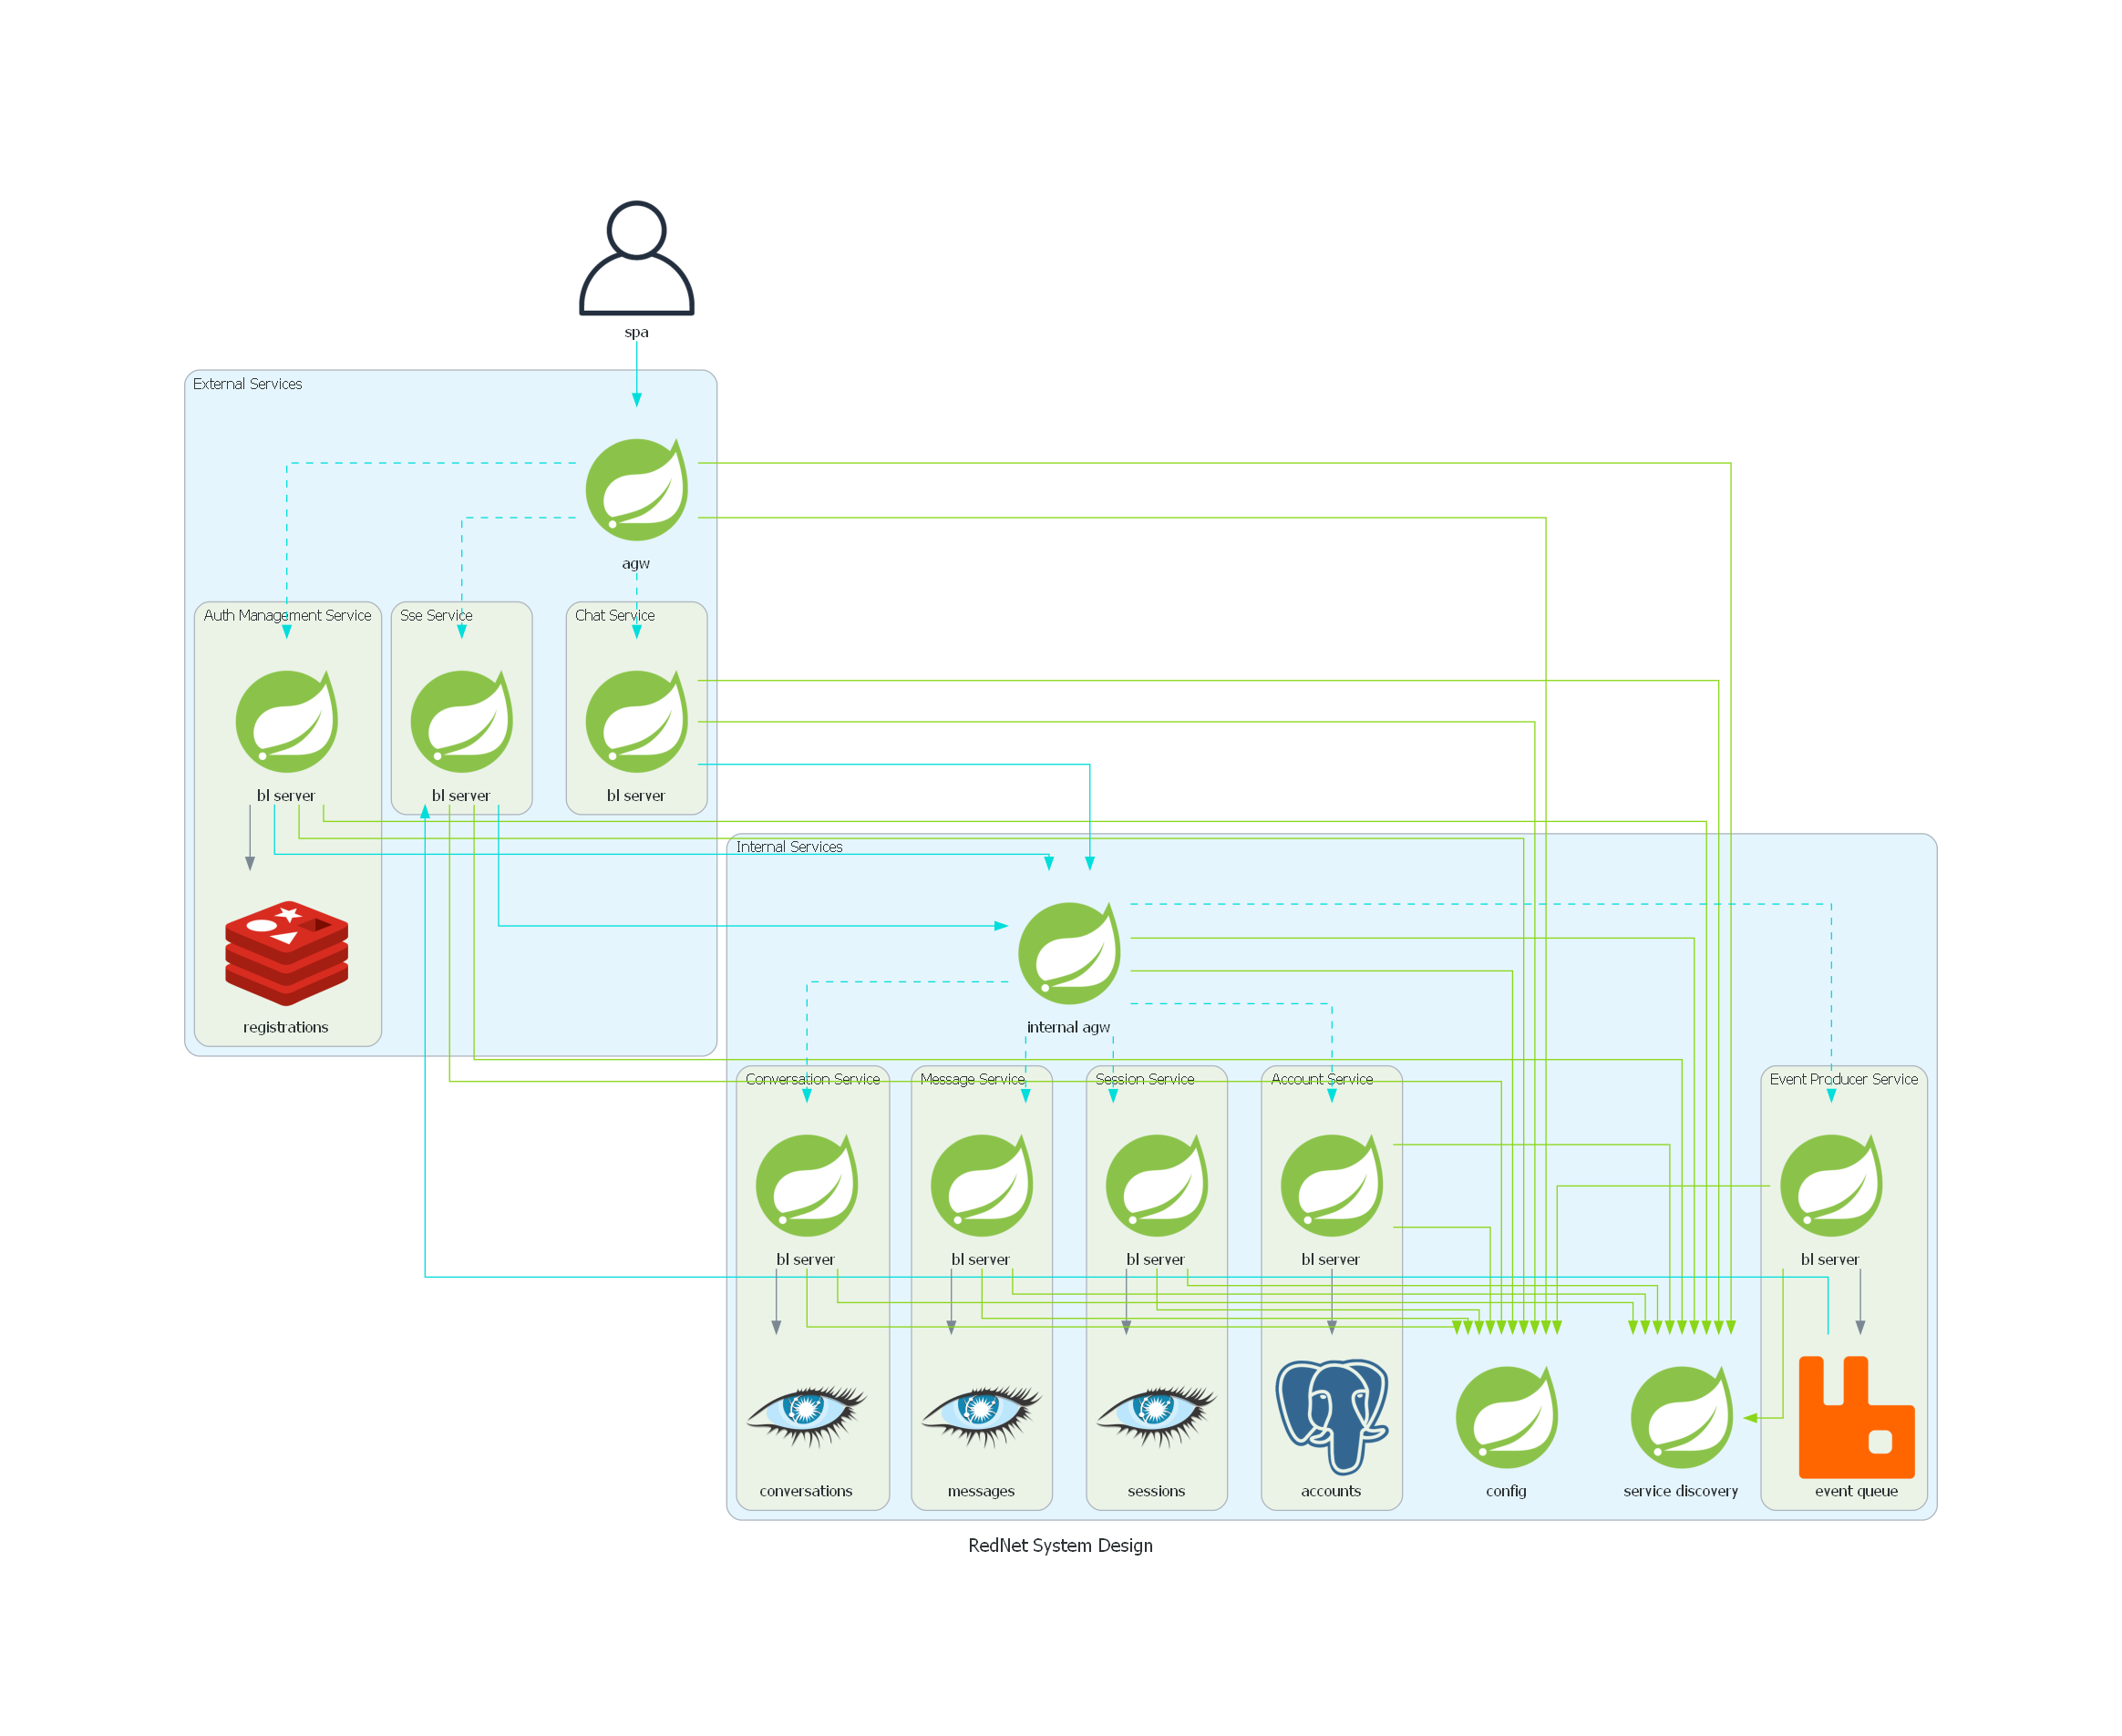 spa
External Services
agw
Auth Management Service
Sse Service
Chat Service
bl server
bl server
bl server
Internal Services
registrations
internal agw
Conversation Service
Message Service
Session Service
Account Service
Event Producer Service
bl server
bl server
bl server
bl server
bl server
conversations
messages
sessions
accounts
config
service discovery
event queue
RedNet System Design